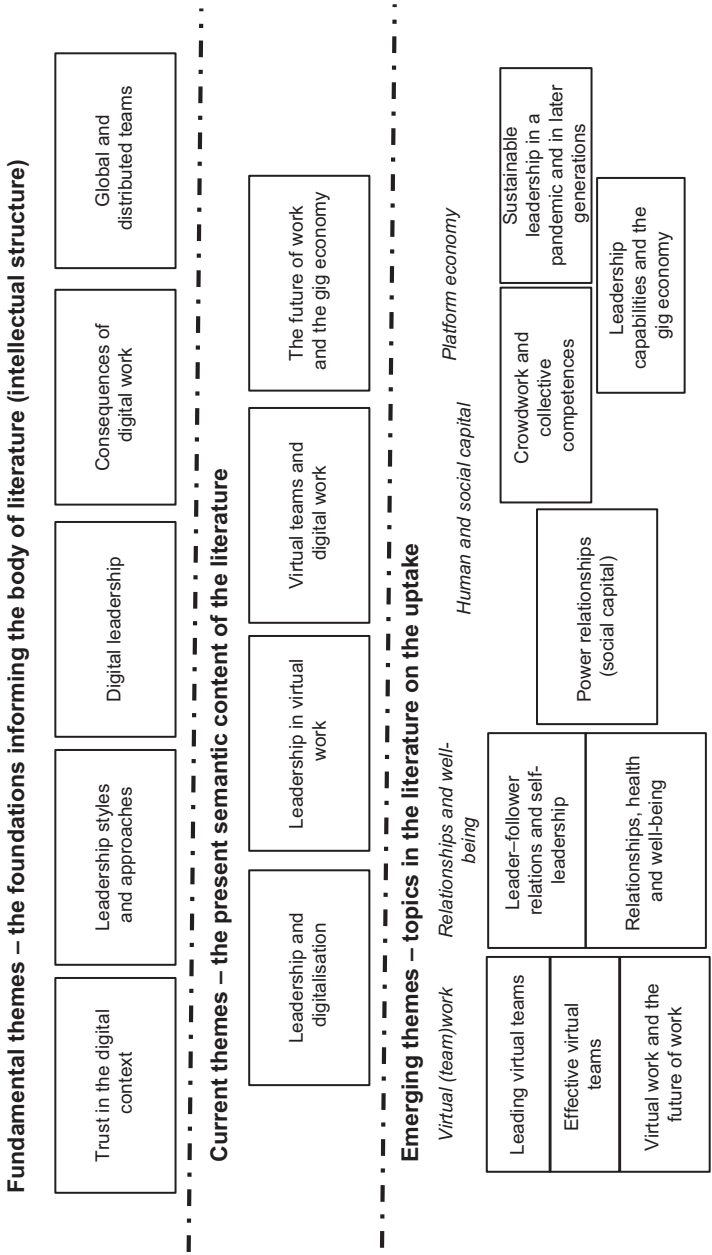 Fundamental themes – the foundations informing the body of literature (intellectual structure)
Trust in the digital
context
Leadership styles
and approaches
Digital leadership
Consequences of
digital work
Global and
distributed teams
Current themes – the present semantic content of the literature
Leadership and
digitalisation
Leadership in virtual
work
Virtual teams and
digital work
The future of work
and the gig economy
Emerging themes – topics in the literature on the uptake
Virtual (team)work
Leading virtual teams
Effective virtual
teams
Virtual work and the
future of work
Relationships and well-
being
Leader–follower
relations and self-
leadership
Relationships, health
and well-being
Human and social capital
Power relationships
(social capital)
Crowdwork and
collective
competences
Platform economy
Sustainable
leadership in a
pandemic and in later
generations
Leadership
capabilities and the
gig economy